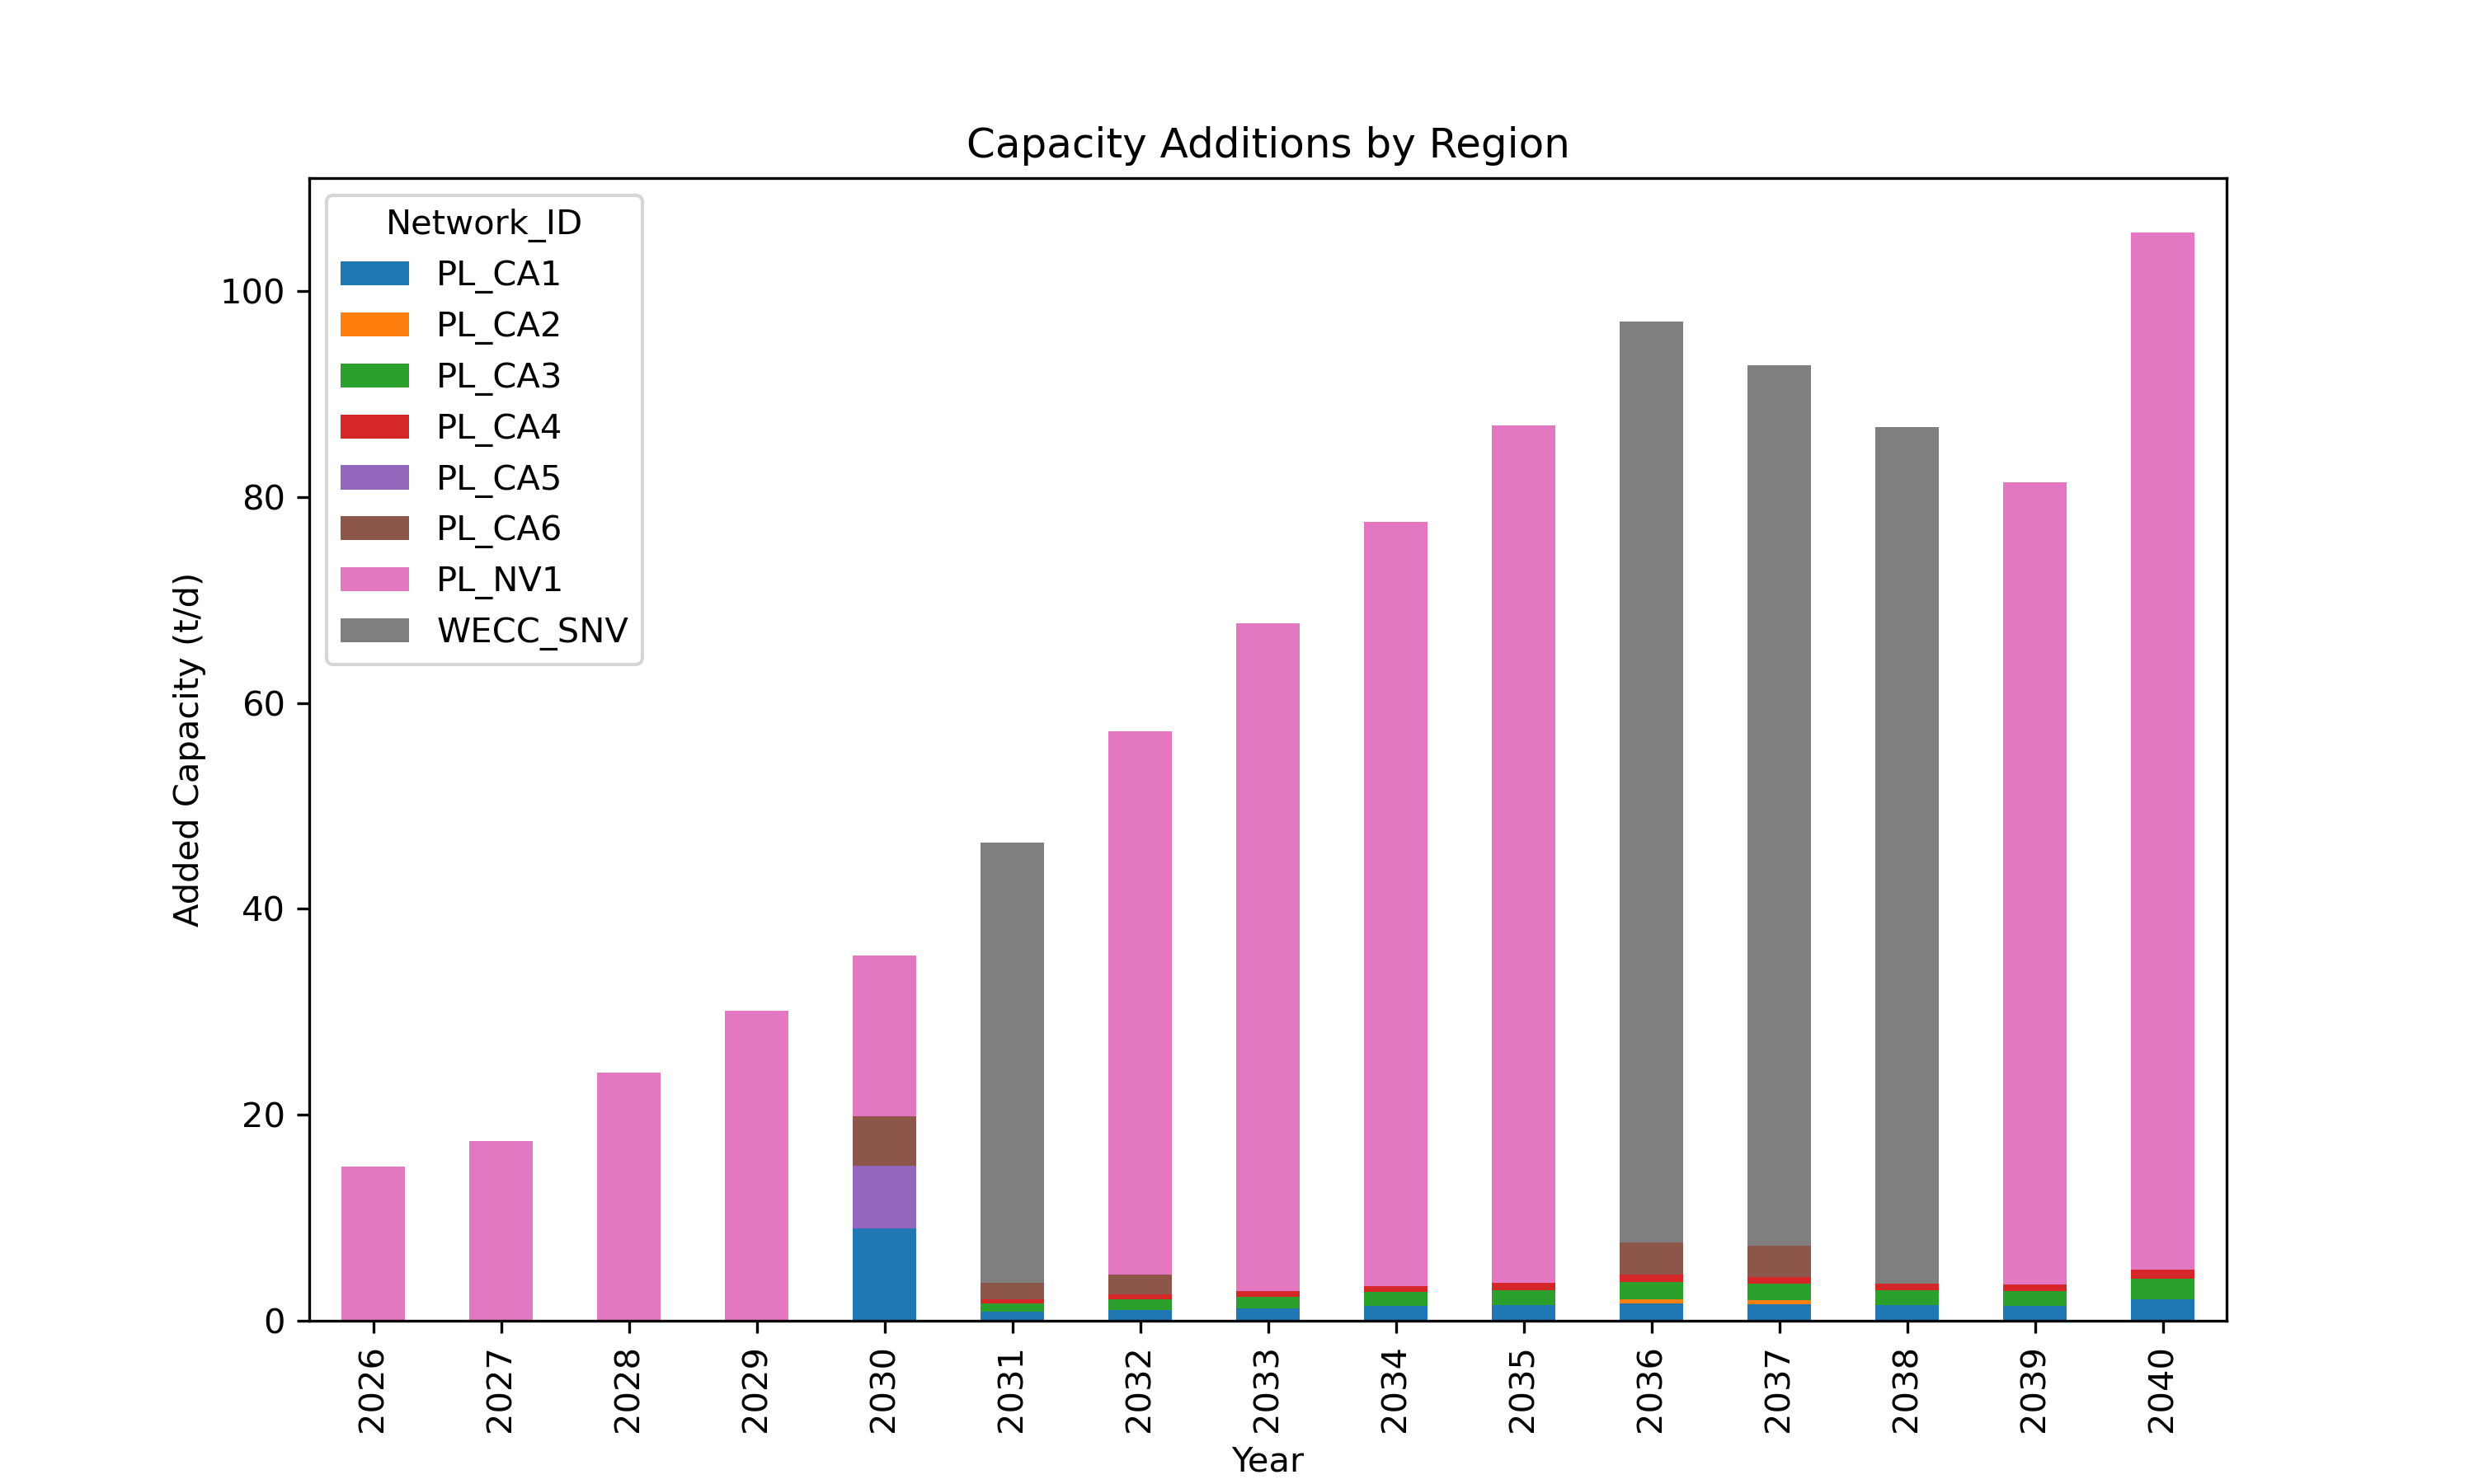 Capacity Additions by Region
Network_ID
PL_CA1
PL_CA2
PL_CA3
PL_CA4
PL_CA5
PL_CA6
PL_NV1
WECC_SNV
Added Capacity (t/d)
100
80
60
40
20
0
2026 2027 2028 2029 2030 2031 2032 2033 2034 2035 2036 2037 2038 2039 2040
Year